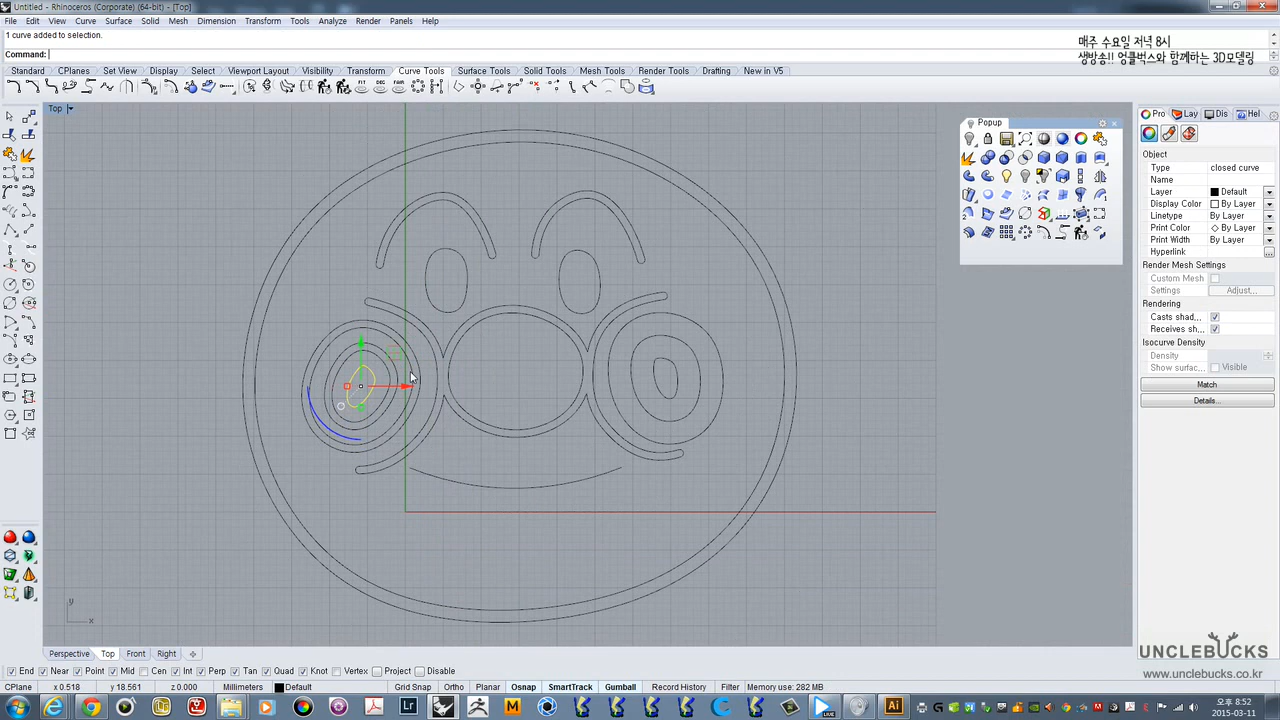 Untitled - Rhinoceros (Corporate) (64-bit) - [Top]
File Edit View Curve Surface Solid Mesh Dimension Transform Tools Analyze Render Panels Help
1 curve added to selection.
Command:
매주 수요일 저녁 8시
생방송!! 엉클벅스와 함께하는 3D모델링
Standard CPlanes Set View Display Select Viewport Layout Visibility Transform Curve Tools Surface Tools Solid Tools Mesh Tools Render Tools Drafting New in V5
Top
Popup
Pro Lay Dis Hel
Object
Type closed curve
Name
Layer Default
Display Color By Layer
Linetype By Layer
Print Color By Layer
Print Width By Layer
Hyperlink ...
Render Mesh Settings
Custom Mesh
Settings Adjust...
Rendering
Casts shad...
Receives sh...
Isocurve Density
Density
Show surfac... Visible
Match
Details...
y
x
UNCLEBUCKS
www.unclebucks.co.kr
Perspective Top Front Right
End Near Point Mid Cen Int Perp Tan Quad Knot Vertex Project Disable
CPlane x 0.518 y 18.561 z 0.000 Millimeters Default Grid Snap Ortho Planar Osnap SmartTrack Gumball Record History Filter Memory use: 282 MB
Lr M Ai
오후 8:52
2015-03-11